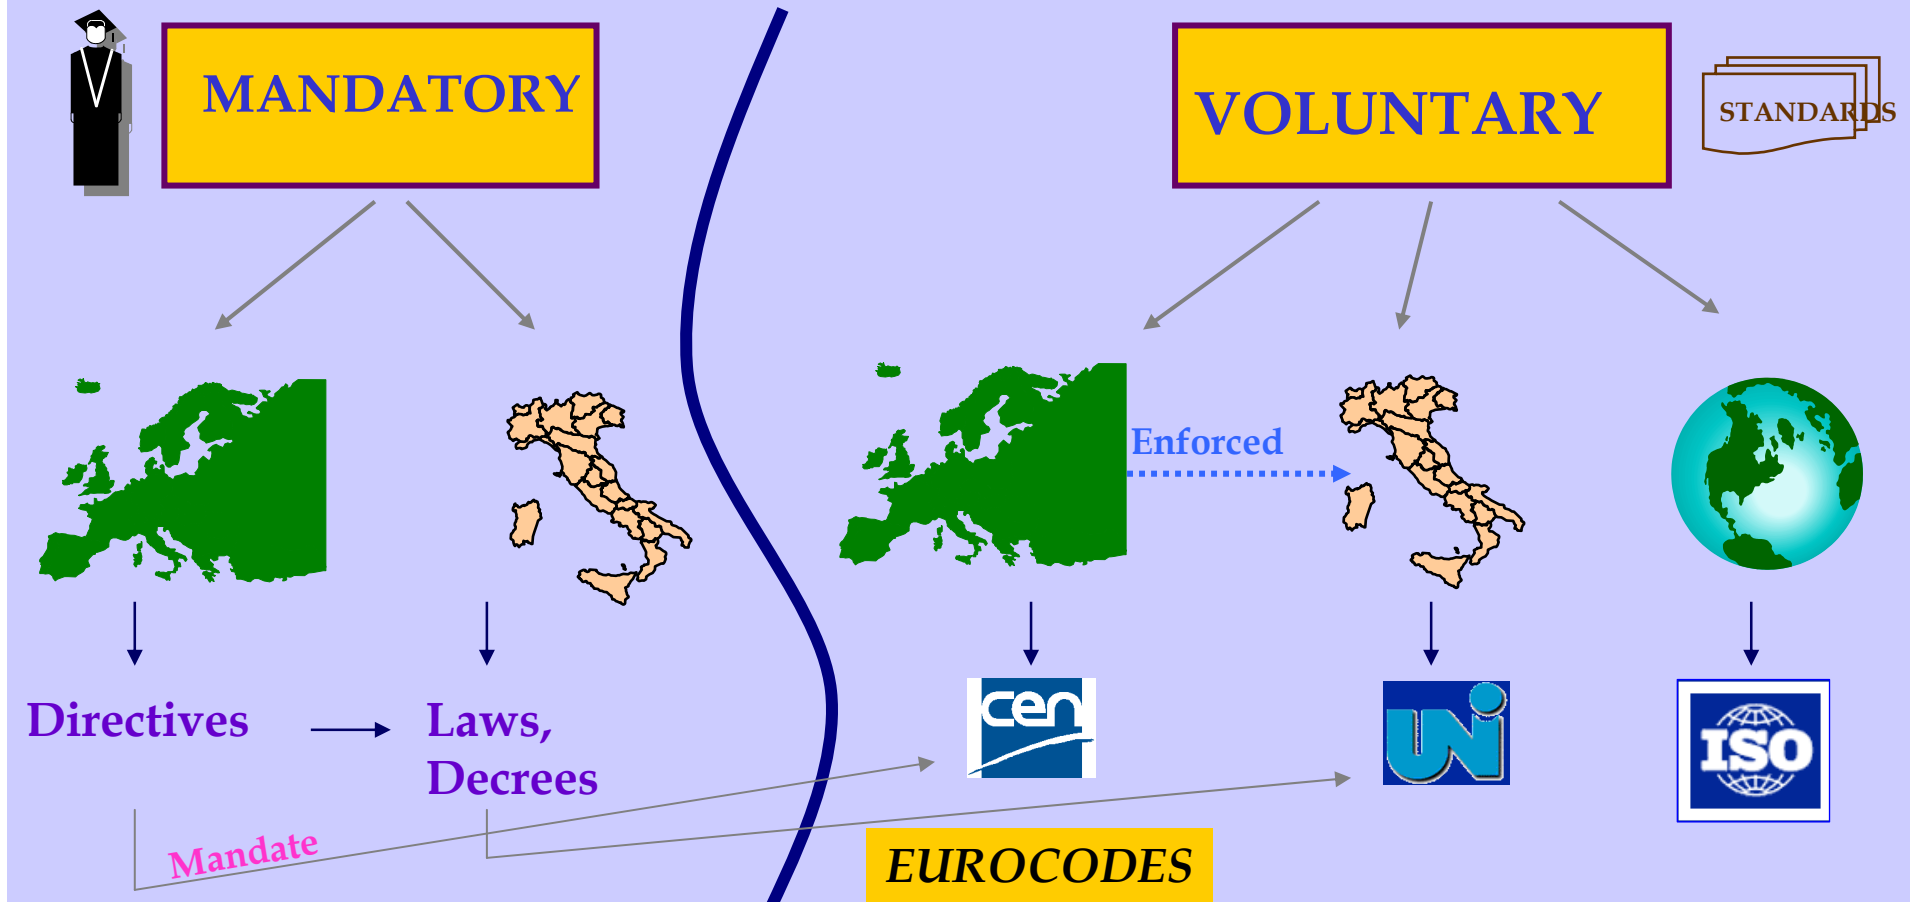 MANDATORY
VOLUNTARY
STANDARDS
Enforced
Directives
Laws,
Decrees
cen
UNI
ISO
Mandate
EUROCODES